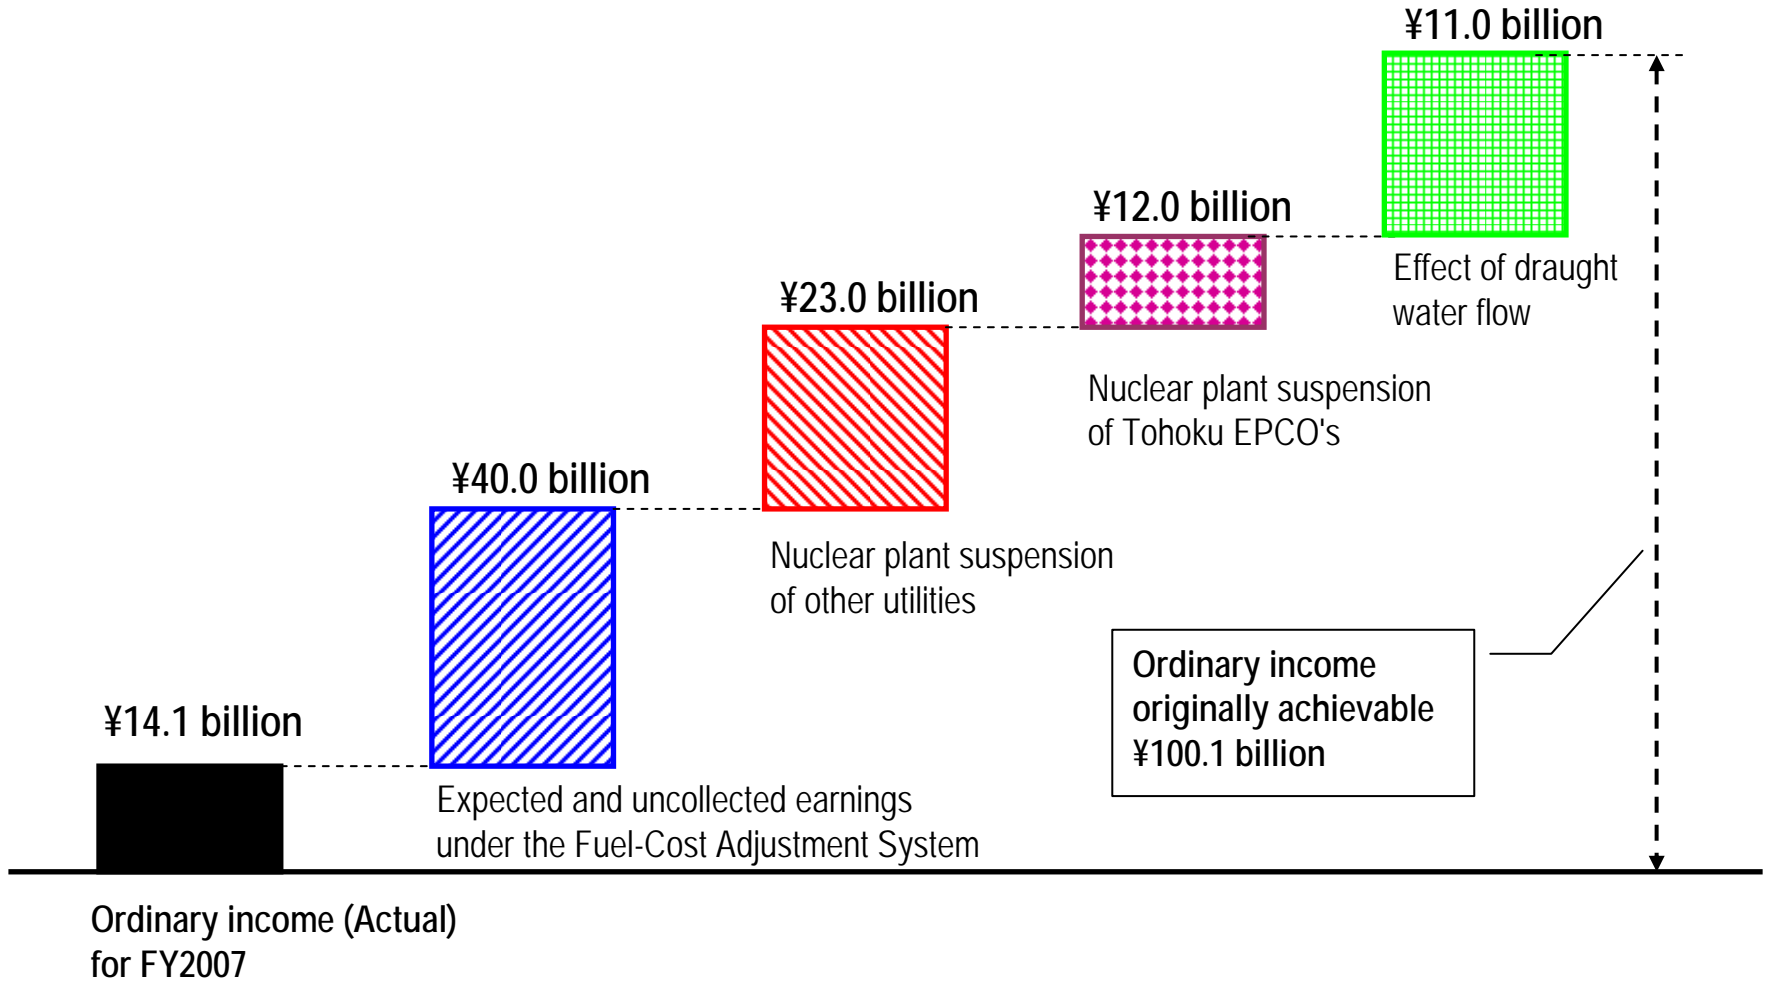 ¥11.0 billion
¥12.0 billion
Effect of draught
water flow
¥23.0 billion
Nuclear plant suspension
of Tohoku EPCO's
¥40.0 billion
Nuclear plant suspension
of other utilities
Ordinary income
originally achievable
¥100.1 billion
¥14.1 billion
Expected and uncollected earnings
under the Fuel-Cost Adjustment System
Ordinary income (Actual)
for FY2007